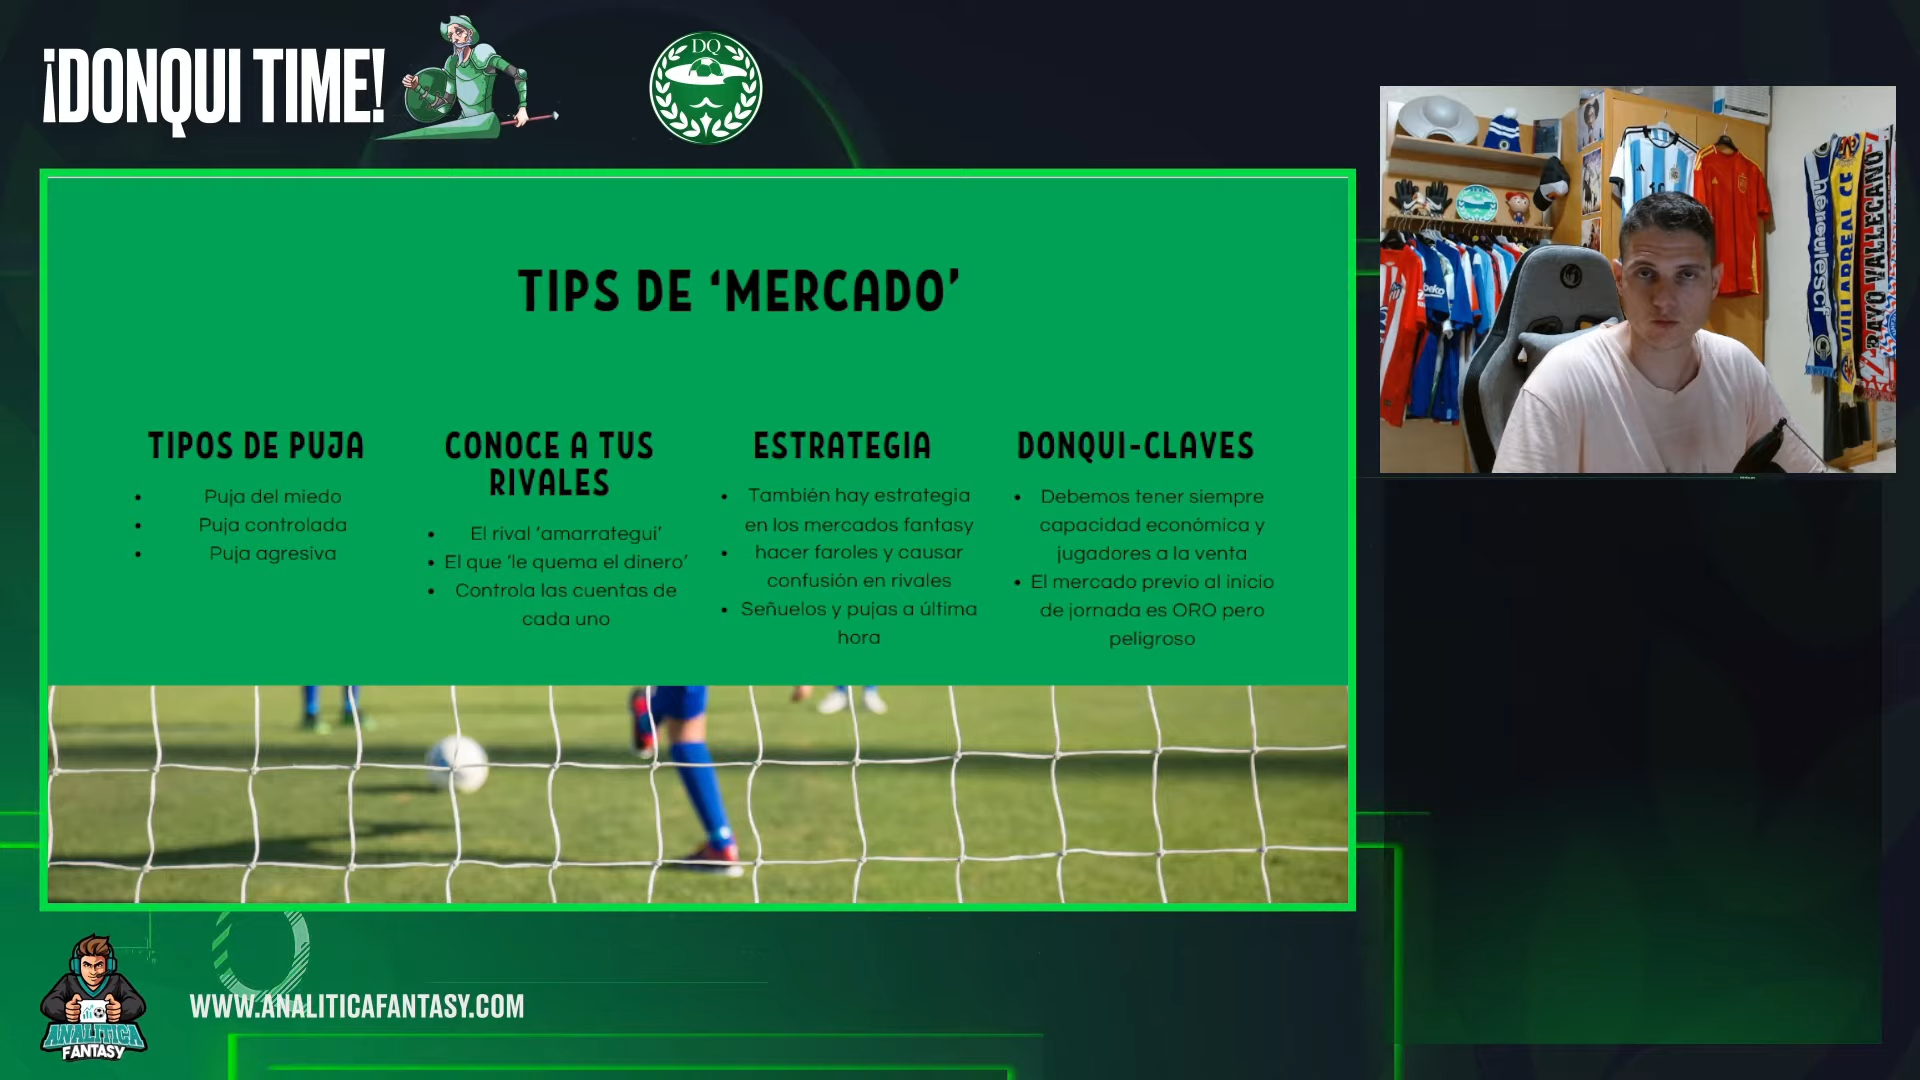 ¡DONQUI TIME!
DQ
TIPS DE ‘MERCADO’
TIPOS DE PUJA
• Puja del miedo
• Puja controlada
• Puja agresiva
CONOCE A TUS
RIVALES
• El rival ‘amarrategui’
• El que ‘le quema el dinero’
• Controla las cuentas de
cada uno
ESTRATEGIA
• También hay estrategia
en los mercados fantasy
• hacer faroles y causar
confusión en rivales
• Señuelos y pujas a última
hora
DONQUI-CLAVES
• Debemos tener siempre
capacidad económica y
jugadores a la venta
• El mercado previo al inicio
de jornada es ORO pero
peligroso
beko
10
hérculescf
VILLARREAL CF
RAYO VALLECANO
ANALITICA
FANTASY
WWW.ANALITICAFANTASY.COM